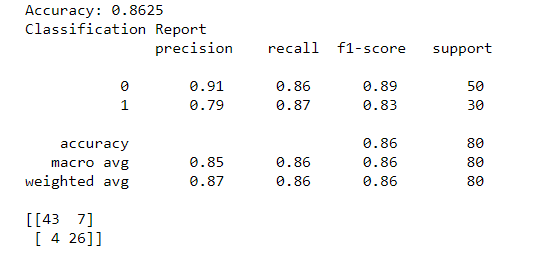 Accuracy: 0.8625
Classification Report
precision recall f1-score support
0 0.91 0.86 0.89 50
1 0.79 0.87 0.83 30
accuracy 0.86 80
macro avg 0.85 0.86 0.86 80
weighted avg 0.87 0.86 0.86 80
[[43 7]
[ 4 26]]